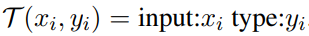 𝒯(xᵢ, yᵢ) = input:xᵢ type:yᵢ